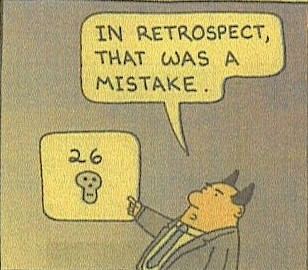 IN RETROSPECT,
THAT WAS A
MISTAKE.
26